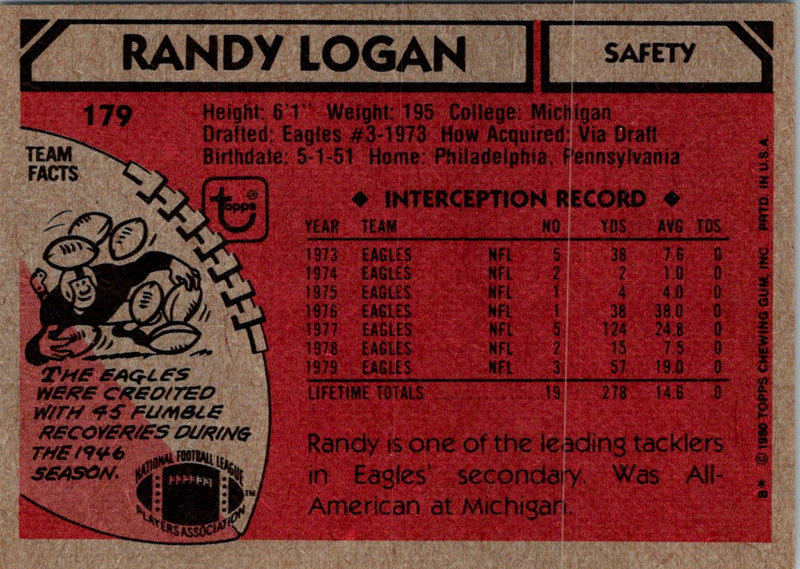 RANDY LOGAN
SAFETY
179
Height: 6'1" Weight: 195 College: Michigan
Drafted: Eagles #3-1973 How Acquired: Via Draft
Birthdate: 5-1-51 Home: Philadelphia, Pennsylvania
TEAM
FACTS
topps ®
◆ INTERCEPTION RECORD ◆
YEAR TEAM NO YDS AVG TDS
1973 EAGLES NFL 5 38 7.6 0
1974 EAGLES NFL 2 2 1.0 0
1975 EAGLES NFL 1 4 4.0 0
1976 EAGLES NFL 1 38 38.0 0
1977 EAGLES NFL 5 124 24.8 0
1978 EAGLES NFL 2 15 7.5 0
1979 EAGLES NFL 3 57 19.0 0
LIFETIME TOTALS 19 278 14.6 0
THE EAGLES
WERE CREDITED
WITH 45 FUMBLE
RECOVERIES DURING
THE 1946
SEASON.
NATIONAL FOOTBALL LEAGUE
PLAYERS ASSOCIATION ™
Randy is one of the leading tacklers
in Eagles' secondary. Was All-
American at Michigan.
B* © 1980 TOPPS CHEWING GUM, INC. PRTD. IN U.S.A.